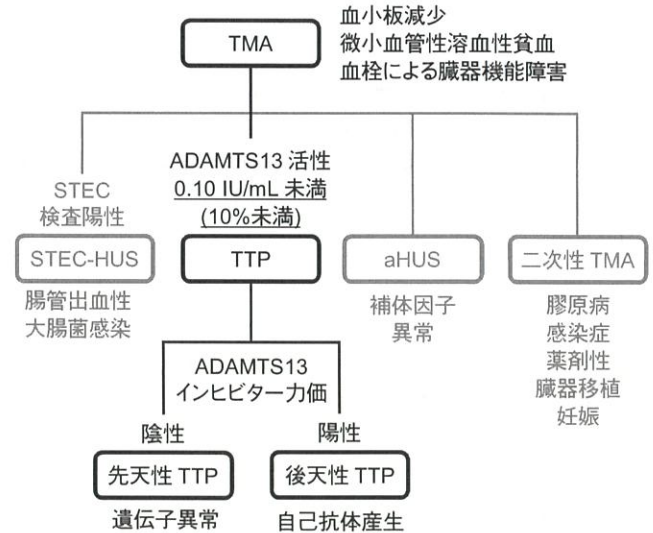 TMA
血小板減少
微小血管性溶血性貧血
血栓による臓器機能障害
STEC
検査陽性
STEC-HUS
腸管出血性
大腸菌感染
ADAMTS13 活性
0.10 IU/mL 未満
(10%未満)
TTP
aHUS
補体因子
異常
二次性 TMA
膠原病
感染症
薬剤性
臓器移植
妊娠
ADAMTS13
インヒビター力価
陰性
先天性 TTP
遺伝子異常
陽性
後天性 TTP
自己抗体産生